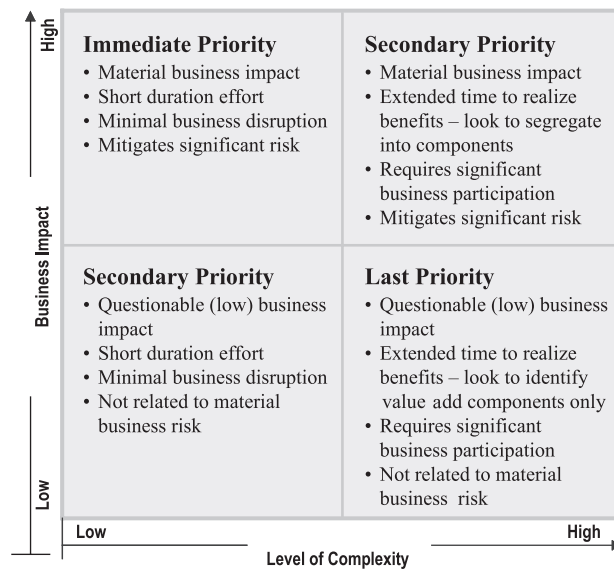 High
Business Impact
Low
Immediate Priority
• Material business impact
• Short duration effort
• Minimal business disruption
• Mitigates significant risk
Secondary Priority
• Material business impact
• Extended time to realize
benefits – look to segregate
into components
• Requires significant
business participation
• Mitigates significant risk
Secondary Priority
• Questionable (low) business
impact
• Short duration effort
• Minimal business disruption
• Not related to material
business risk
Last Priority
• Questionable (low) business
impact
• Extended time to realize
benefits – look to identify
value add components only
• Requires significant
business participation
• Not related to material
business risk
Low
High
Level of Complexity